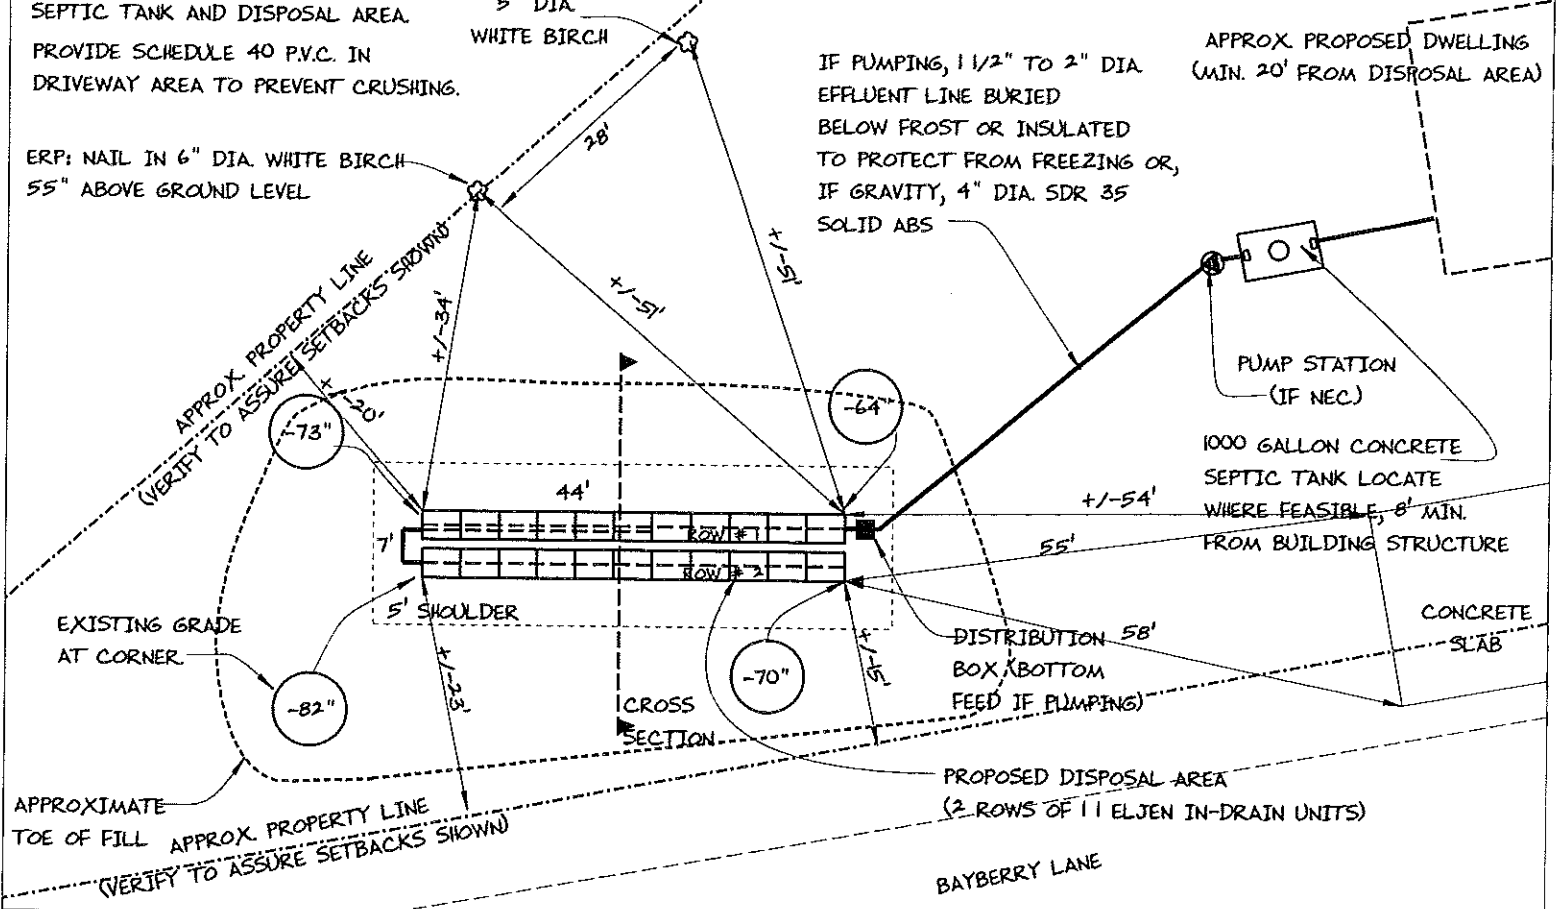 SEPTIC TANK AND DISPOSAL AREA.
PROVIDE SCHEDULE 40 P.V.C. IN
DRIVEWAY AREA TO PREVENT CRUSHING.
5" DIA.
WHITE BIRCH
IF PUMPING, 1 1/2" TO 2" DIA.
EFFLUENT LINE BURIED
BELOW FROST OR INSULATED
TO PROTECT FROM FREEZING OR,
IF GRAVITY, 4" DIA. SDR 35
SOLID ABS
APPROX. PROPOSED DWELLING
(MIN. 20' FROM DISPOSAL AREA)
ERP: NAIL IN 6" DIA. WHITE BIRCH
55" ABOVE GROUND LEVEL
28'
+/-51'
+/-51'
+/-34'
+/-20'
APPROX. PROPERTY LINE
(VERIFY TO ASSURE SETBACKS SHOWN)
-73"
-64"
PUMP STATION
(IF NEC.)
1000 GALLON CONCRETE
SEPTIC TANK LOCATE
WHERE FEASIBLE, 8' MIN.
FROM BUILDING STRUCTURE
44'
+/-54'
7'
ROW # 1
ROW # 2
55'
5' SHOULDER
EXISTING GRADE
AT CORNER
-82"
-70"
+/-23'
+/-15'
58'
CONCRETE
SLAB
DISTRIBUTION
BOX (BOTTOM
FEED IF PUMPING)
CROSS
SECTION
PROPOSED DISPOSAL AREA
(2 ROWS OF 11 ELJEN IN-DRAIN UNITS)
APPROXIMATE
TOE OF FILL
APPROX. PROPERTY LINE
(VERIFY TO ASSURE SETBACKS SHOWN)
BAYBERRY LANE